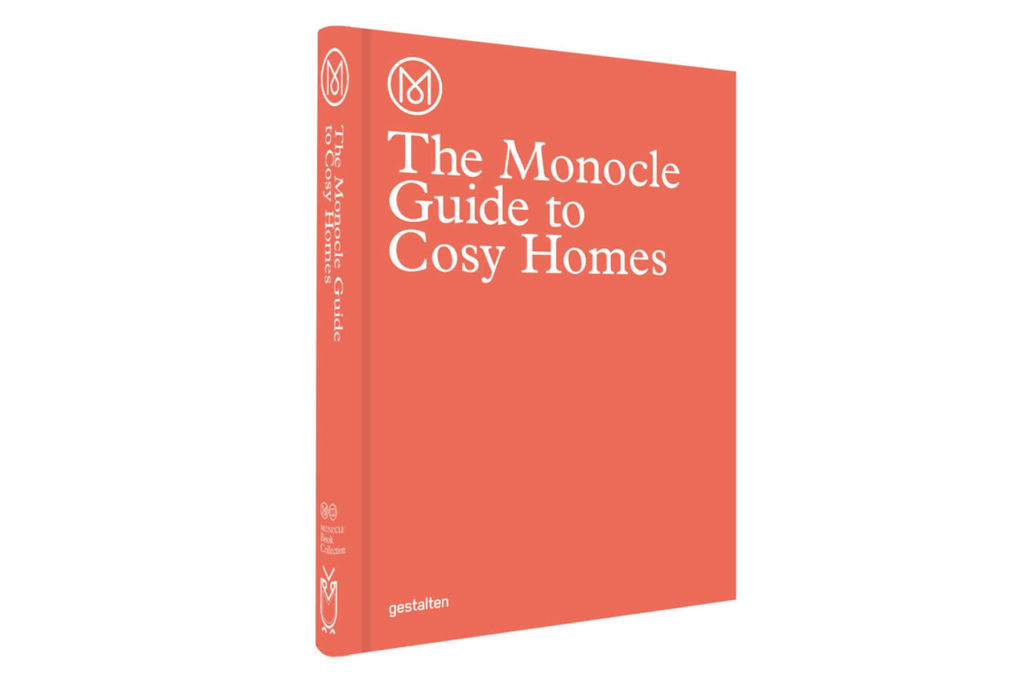 The Monocle
Guide to
Cosy Homes
gestalten
The Monocle Guide
to Cosy Homes
MONOCLE
Book
Collection